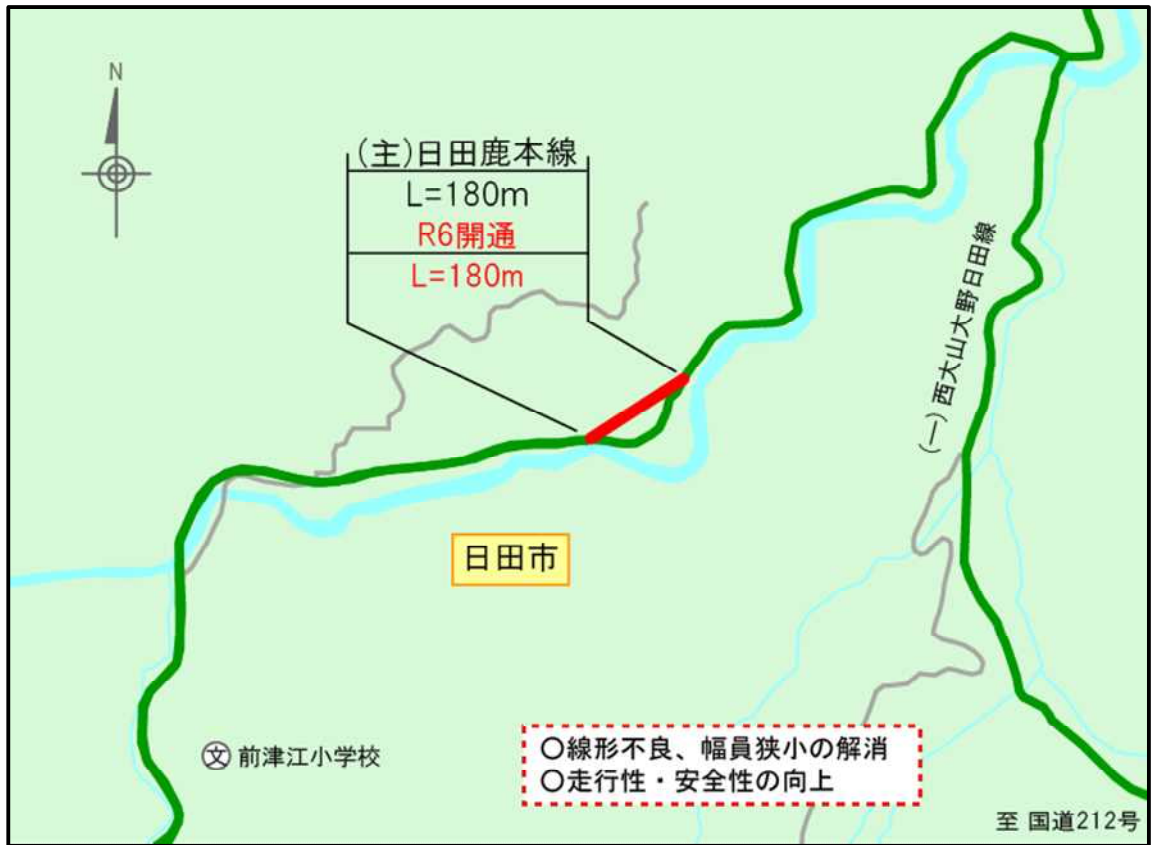 N
(主)日田鹿本線
L=180m
R6開通
L=180m
(一)西大山大野日田線
日田市
文 前津江小学校
○線形不良、幅員狭小の解消
○走行性・安全性の向上
至 国道212号